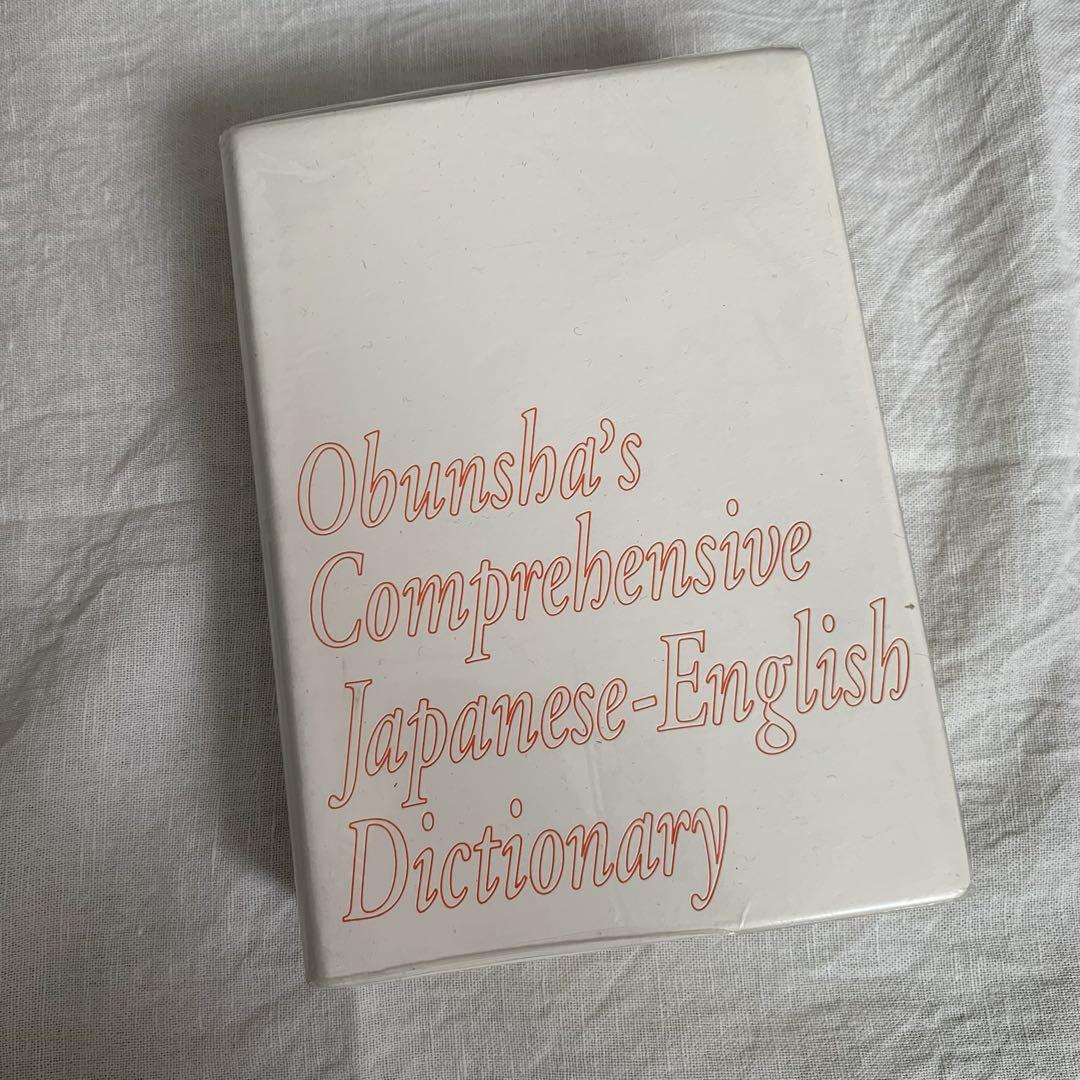 Obunsha's
Comprehensive
Japanese-English
Dictionary